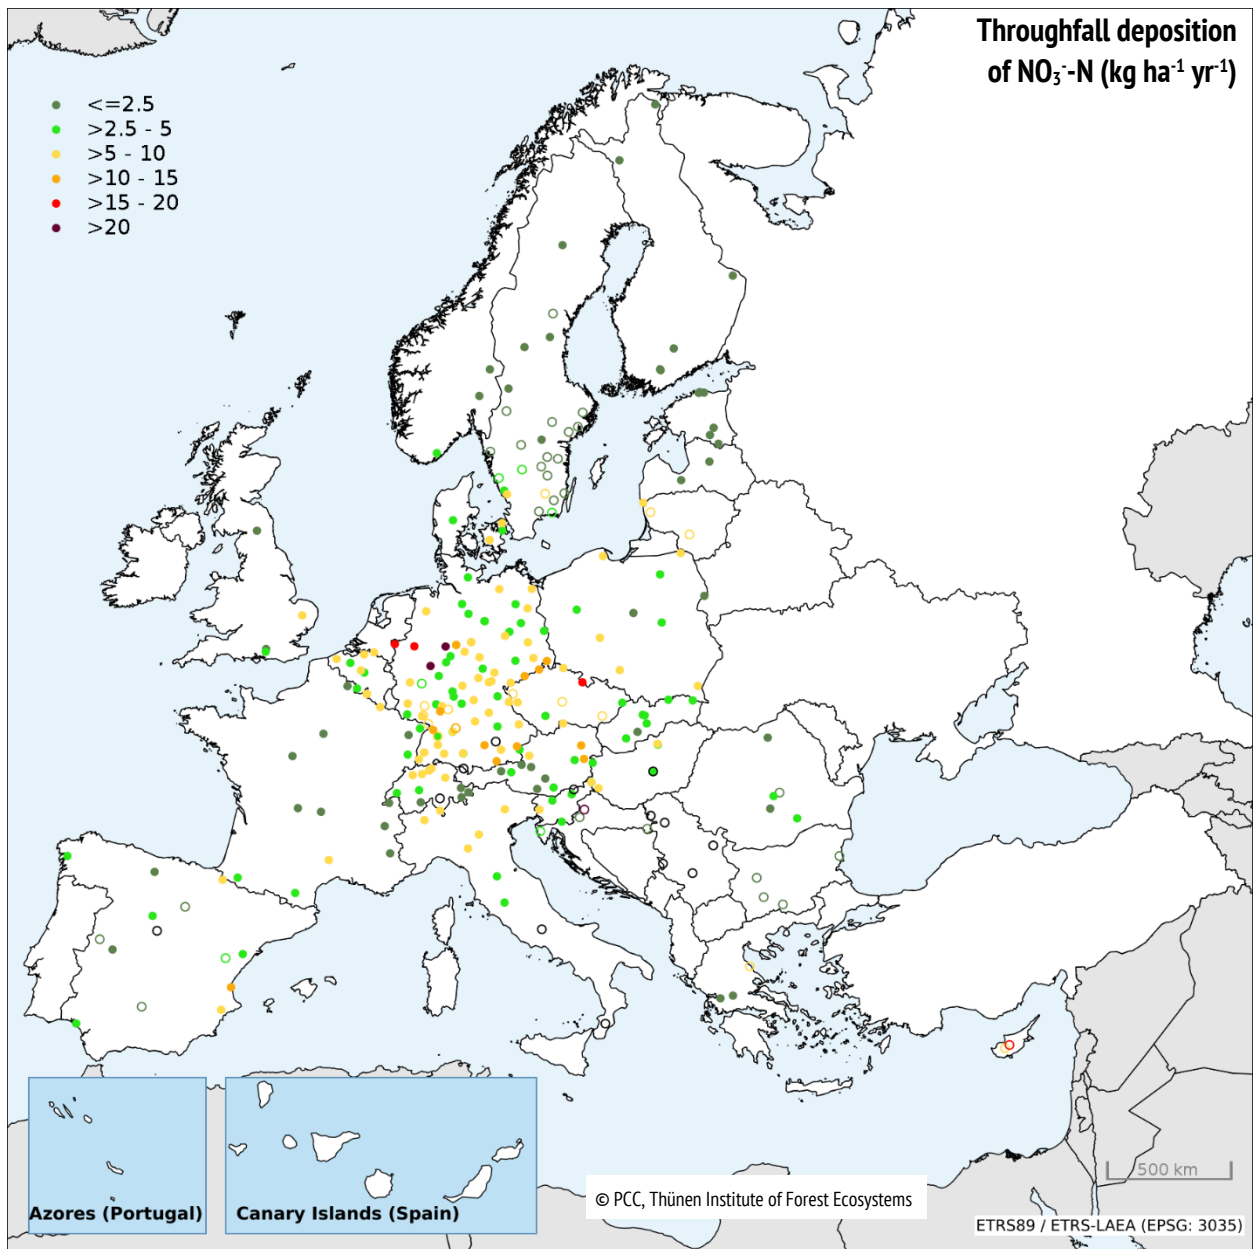 Throughfall deposition
of NO₃⁻-N (kg ha⁻¹ yr⁻¹)
<=2.5
>2.5 - 5
>5 - 10
>10 - 15
>15 - 20
>20
500 km
Azores (Portugal)
Canary Islands (Spain)
© PCC, Thünen Institute of Forest Ecosystems
ETRS89 / ETRS-LAEA (EPSG: 3035)